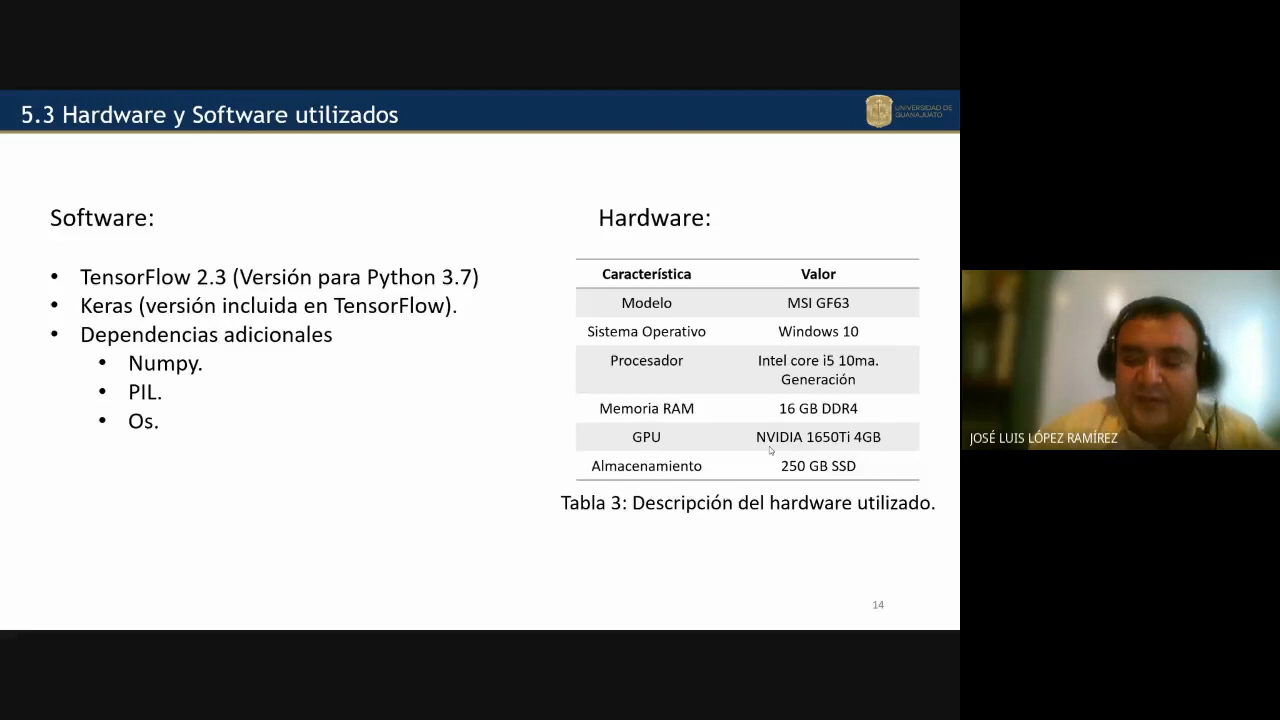 5.3 Hardware y Software utilizados
UNIVERSIDAD DE
GUANAJUATO
Software:
• TensorFlow 2.3 (Versión para Python 3.7)
• Keras (versión incluida en TensorFlow).
• Dependencias adicionales
• Numpy.
• PIL.
• Os.
Hardware:
Característica Valor
Modelo MSI GF63
Sistema Operativo Windows 10
Procesador Intel core i5 10ma.
Generación
Memoria RAM 16 GB DDR4
GPU NVIDIA 1650Ti 4GB
Almacenamiento 250 GB SSD
Tabla 3: Descripción del hardware utilizado.
14
JOSÉ LUIS LÓPEZ RAMÍREZ